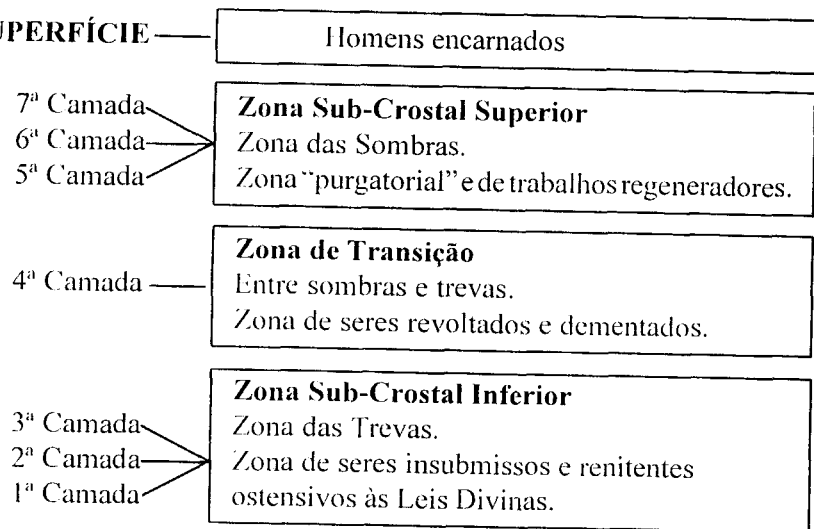 UPERFÍCIE
Homens encarnados
7ª Camada
6ª Camada
5ª Camada
Zona Sub-Crostal Superior
Zona das Sombras.
Zona “purgatorial” e de trabalhos regeneradores.
4ª Camada
Zona de Transição
Entre sombras e trevas.
Zona de seres revoltados e dementados.
3ª Camada
2ª Camada
1ª Camada
Zona Sub-Crostal Inferior
Zona das Trevas.
Zona de seres insubmissos e renitentes
ostensivos às Leis Divinas.